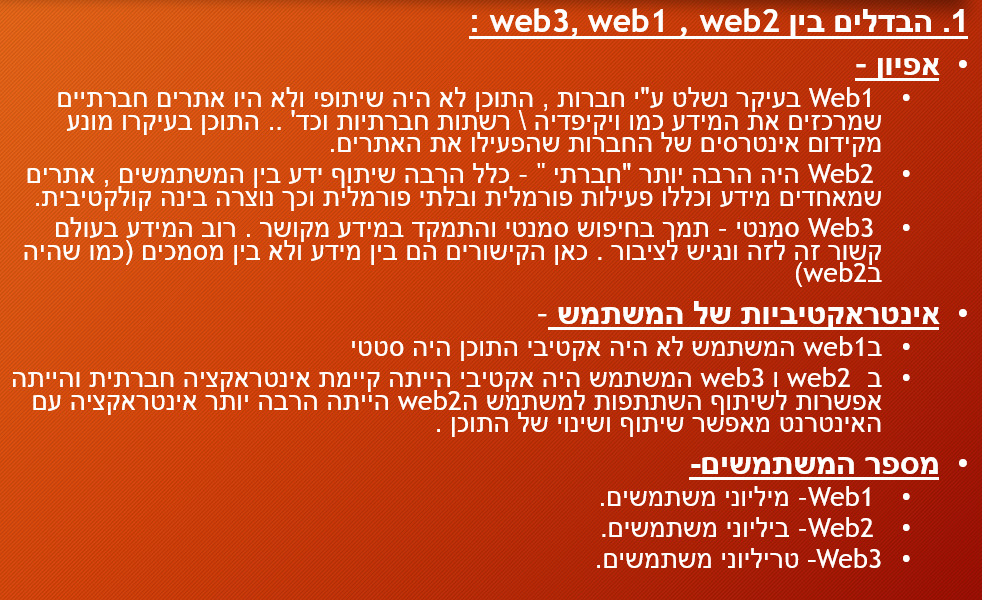 1. הבדלים בין web3, web1 , web2 :
• אפיון -
• Web1 בעיקר נשלט ע"י חברות , התוכן לא היה שיתופי ולא היו אתרים חברתיים
שמרכזים את המידע כמו ויקיפדיה \ רשתות חברתיות וכד' .. התוכן בעיקרו מונע
מקידום אינטרסים של החברות שהפעילו את האתרים.
• Web2 היה הרבה יותר "חברתי " - כלל הרבה שיתוף ידע בין המשתמשים , אתרים
שמאחדים מידע וכללו פעילות פורמלית ובלתי פורמלית וכך נוצרה בינה קולקטיבית.
• Web3 סמנטי - תמך בחיפוש סמנטי והתמקד במידע מקושר . רוב המידע בעולם
קשור זה לזה ונגיש לציבור . כאן הקישורים הם בין מידע ולא בין מסמכים (כמו שהיה
בweb2)
• אינטראקטיביות של המשתמש -
• בweb1 המשתמש לא היה אקטיבי התוכן היה סטטי
• ב web2 ו web3 המשתמש היה אקטיבי הייתה קיימת אינטראקציה חברתית והייתה
אפשרות לשיתוף השתתפות למשתמש הweb2 הייתה הרבה יותר אינטראקציה עם
האינטרנט מאפשר שיתוף ושינוי של התוכן .
• מספר המשתמשים-
• Web1- מיליוני משתמשים.
• Web2- ביליוני משתמשים.
• Web3- טריליוני משתמשים.